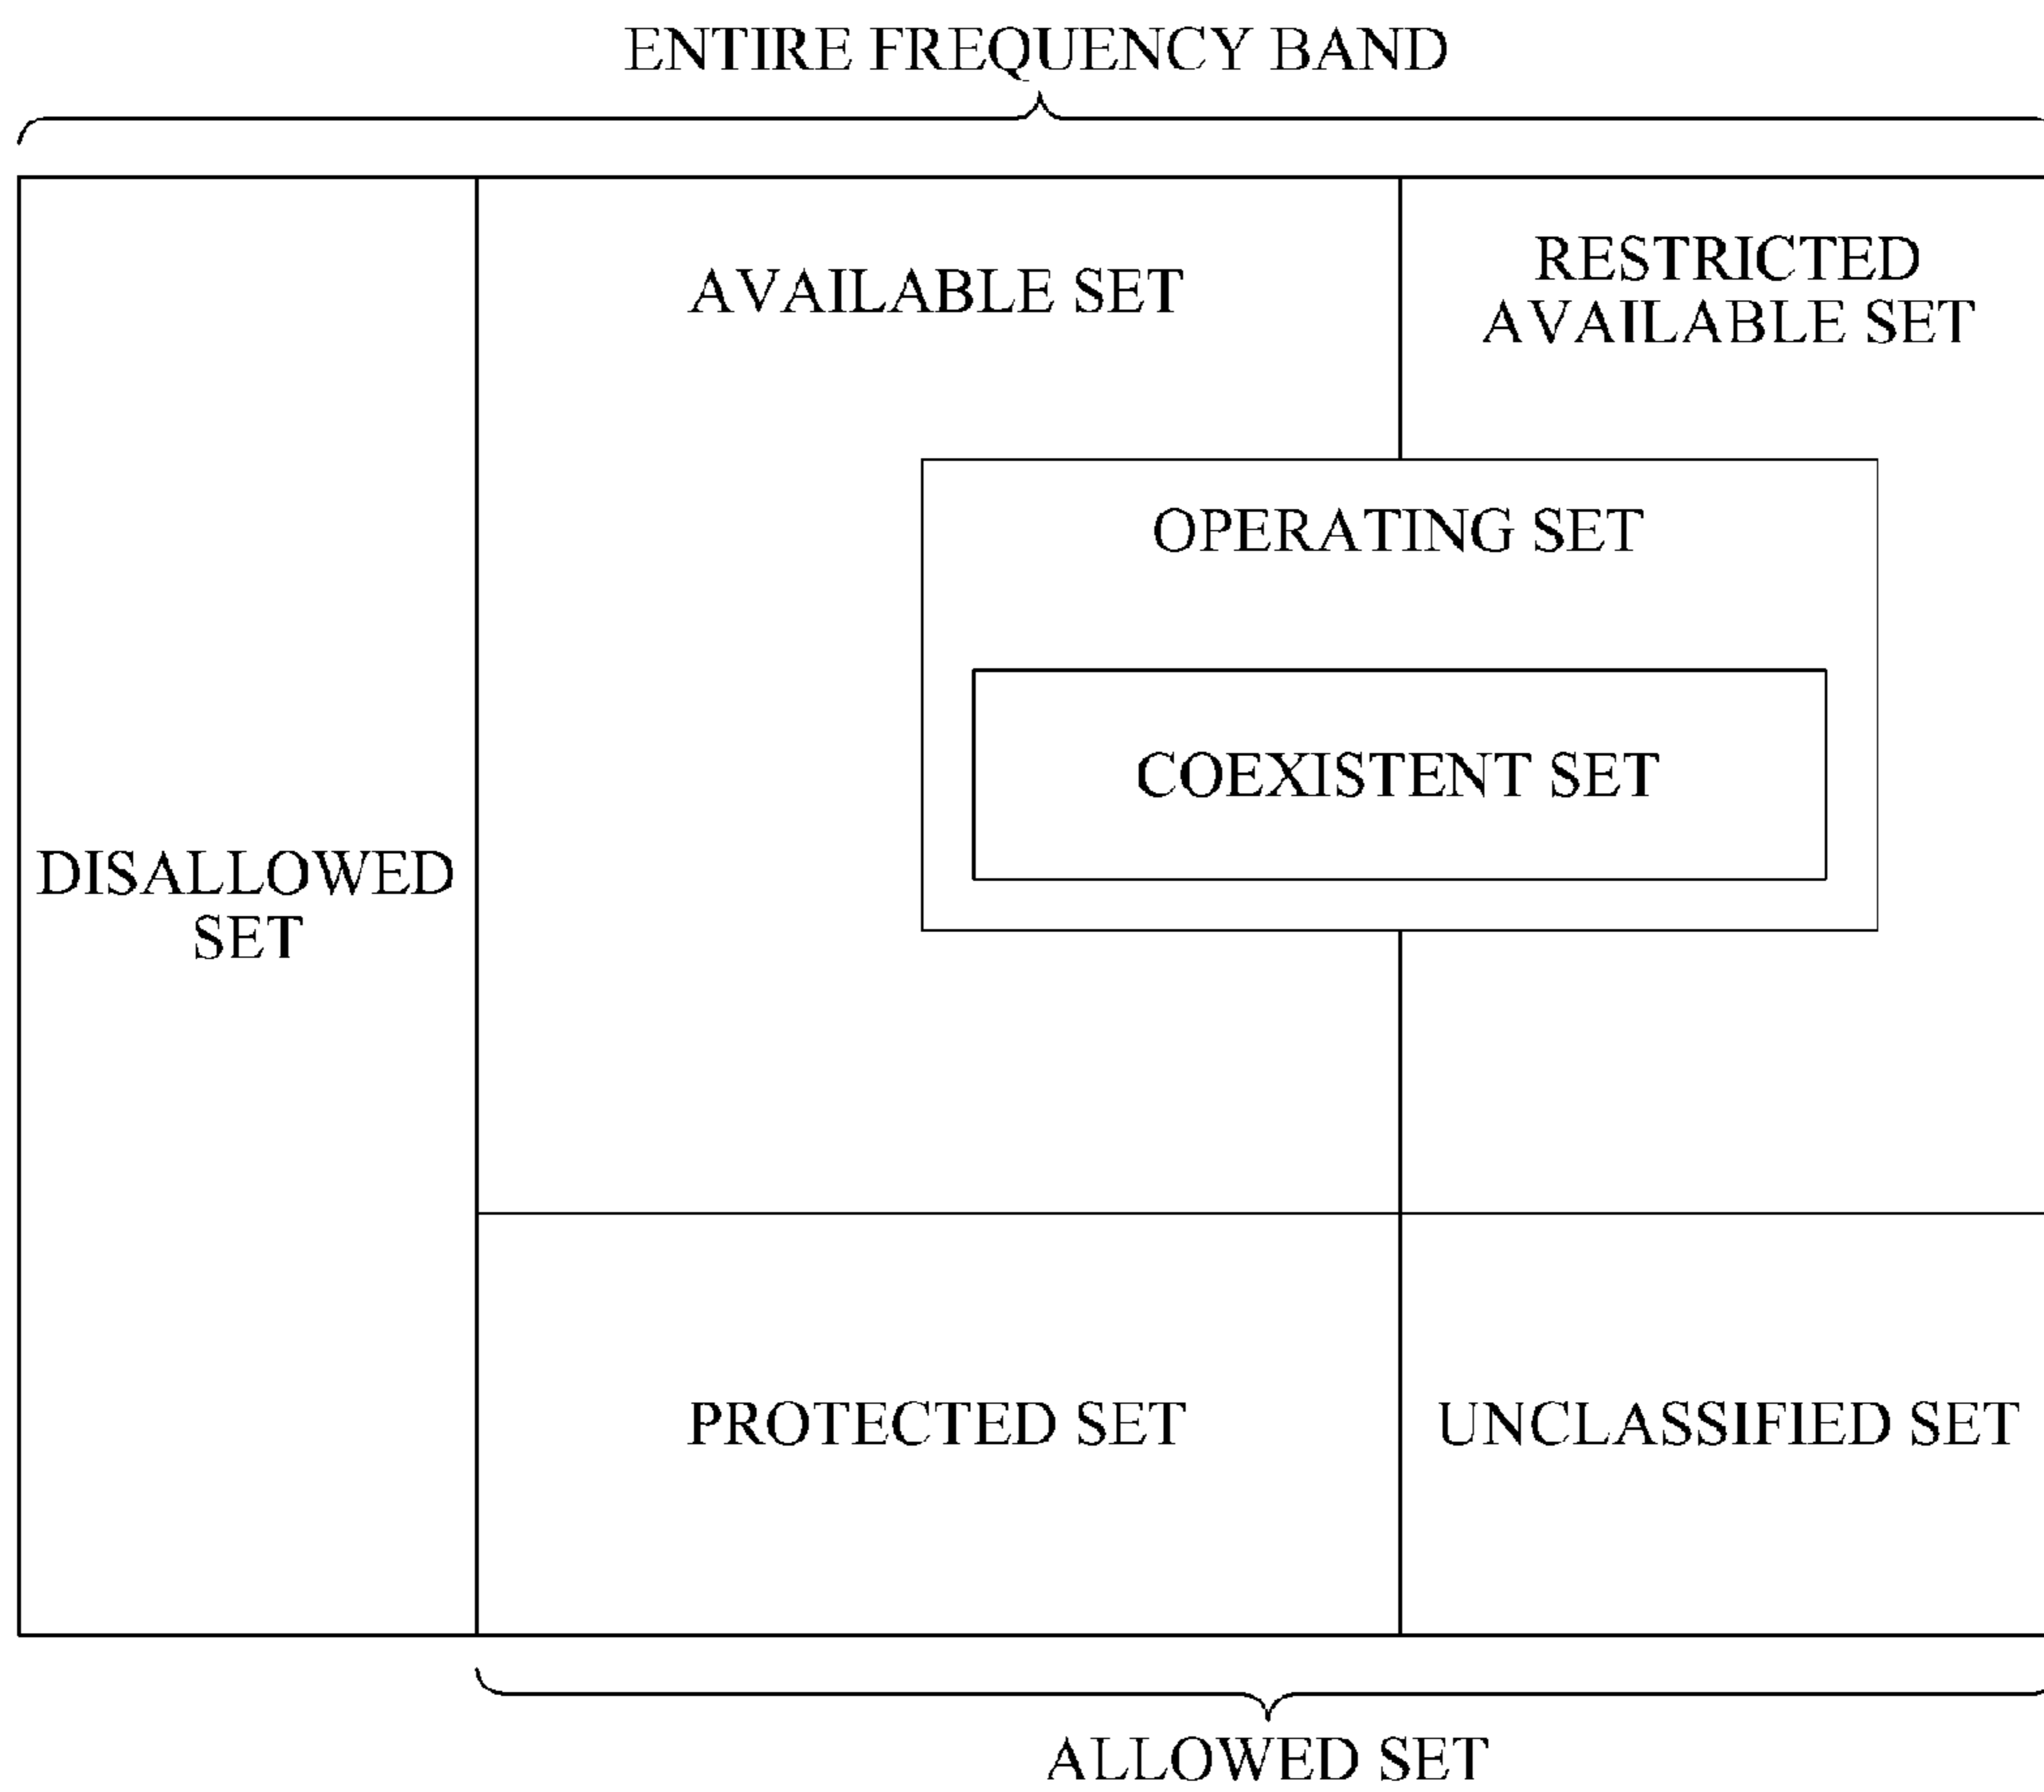 ENTIRE FREQUENCY BAND
AVAILABLE SET
RESTRICTED
AVAILABLE SET
OPERATING SET
COEXISTENT SET
DISALLOWED
SET
PROTECTED SET
UNCLASSIFIED SET
ALLOWED SET